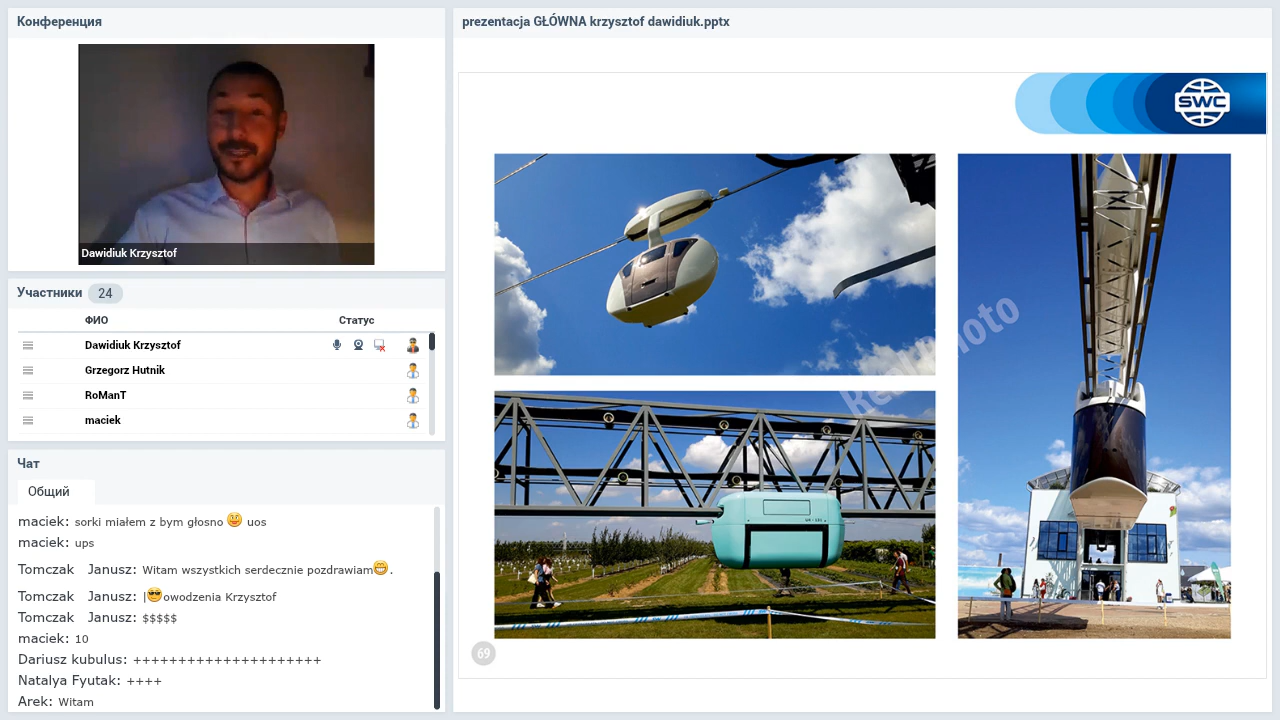 Конференция
Dawidiuk Krzysztof
Участники 24
ФИО Статус
Dawidiuk Krzysztof
Grzegorz Hutnik
RoManT
maciek
Чат
Общий
maciek: sorki miałem z bym głosno uos
maciek: ups
Tomczak Janusz: Witam wszystkich serdecznie pozdrawiam .
Tomczak Janusz: | owodzenia Krzysztof
Tomczak Janusz: $$$$$
maciek: 10
Dariusz kubulus: +++++++++++++++++++++
Natalya Fyutak: ++++
Arek: Witam
prezentacja GŁÓWNA krzysztof dawidiuk.pptx
SWC
Real photo
69